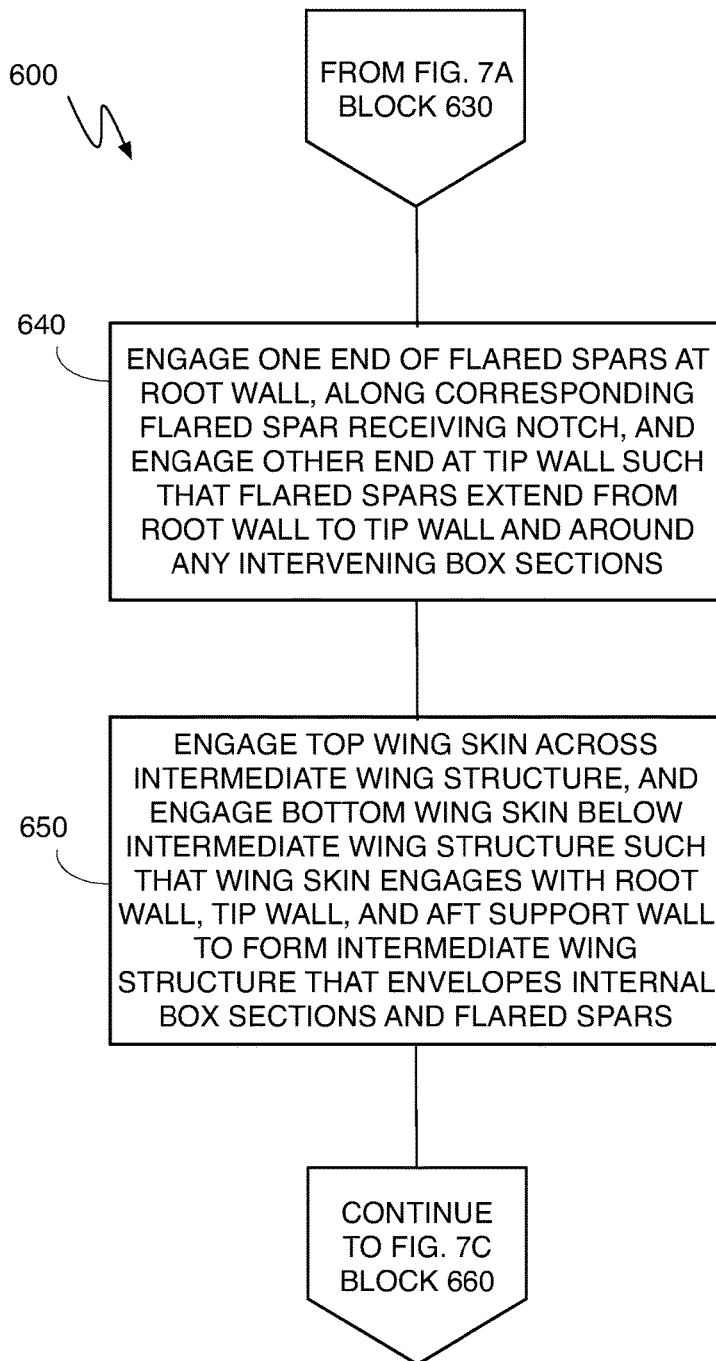 600
FROM FIG. 7A
BLOCK 630
640
ENGAGE ONE END OF FLARED SPARS AT
ROOT WALL, ALONG CORRESPONDING
FLARED SPAR RECEIVING NOTCH, AND
ENGAGE OTHER END AT TIP WALL SUCH
THAT FLARED SPARS EXTEND FROM
ROOT WALL TO TIP WALL AND AROUND
ANY INTERVENING BOX SECTIONS
650
ENGAGE TOP WING SKIN ACROSS
INTERMEDIATE WING STRUCTURE, AND
ENGAGE BOTTOM WING SKIN BELOW
INTERMEDIATE WING STRUCTURE SUCH
THAT WING SKIN ENGAGES WITH ROOT
WALL, TIP WALL, AND AFT SUPPORT WALL
TO FORM INTERMEDIATE WING
STRUCTURE THAT ENVELOPES INTERNAL
BOX SECTIONS AND FLARED SPARS
CONTINUE
TO FIG. 7C
BLOCK 660